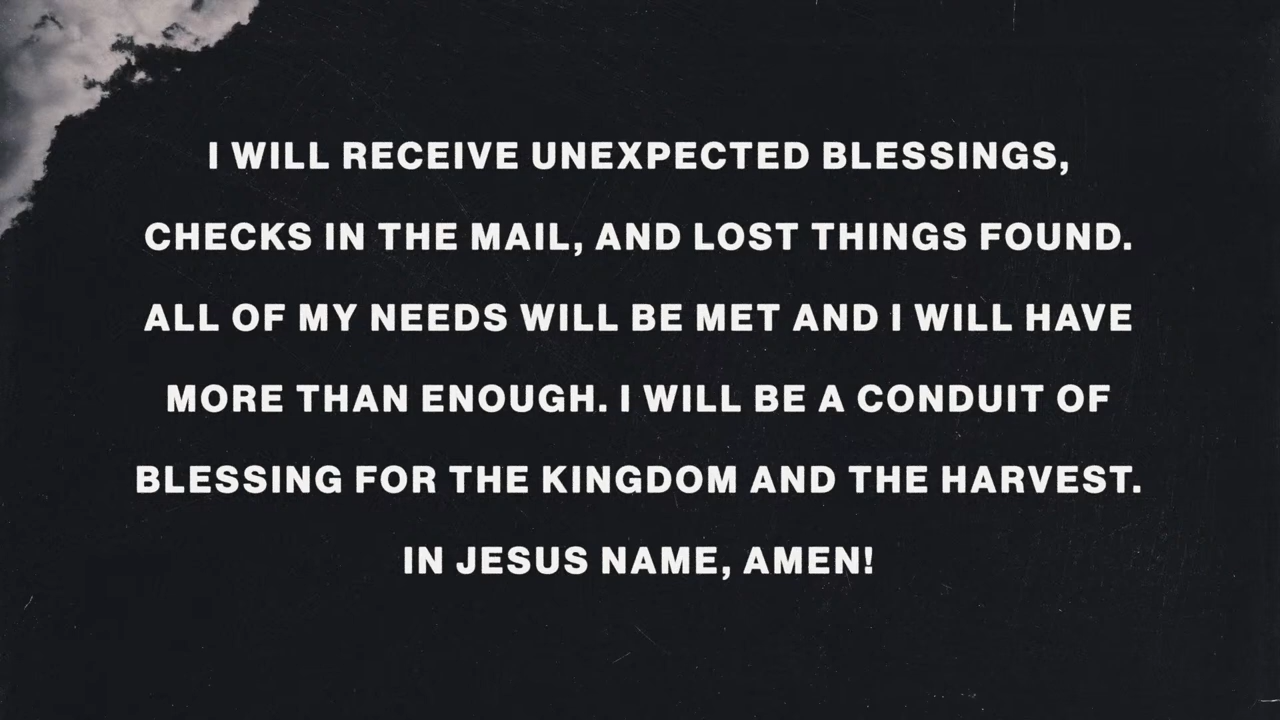 I WILL RECEIVE UNEXPECTED BLESSINGS,
CHECKS IN THE MAIL, AND LOST THINGS FOUND.
ALL OF MY NEEDS WILL BE MET AND I WILL HAVE
MORE THAN ENOUGH. I WILL BE A CONDUIT OF
BLESSING FOR THE KINGDOM AND THE HARVEST.
IN JESUS NAME, AMEN!